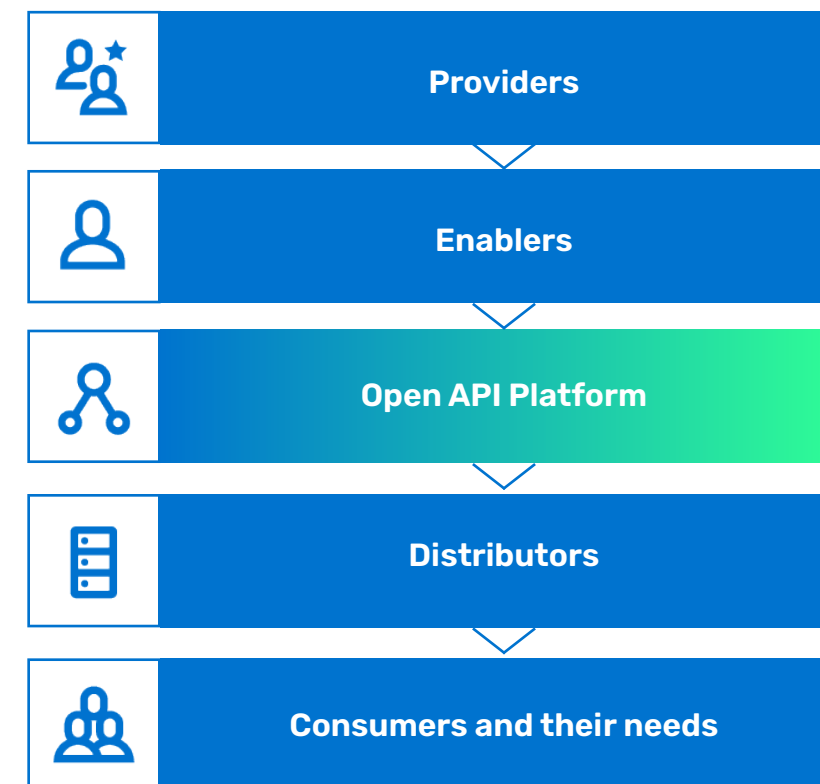 Providers
Enablers
Open API Platform
Distributors
Consumers and their needs